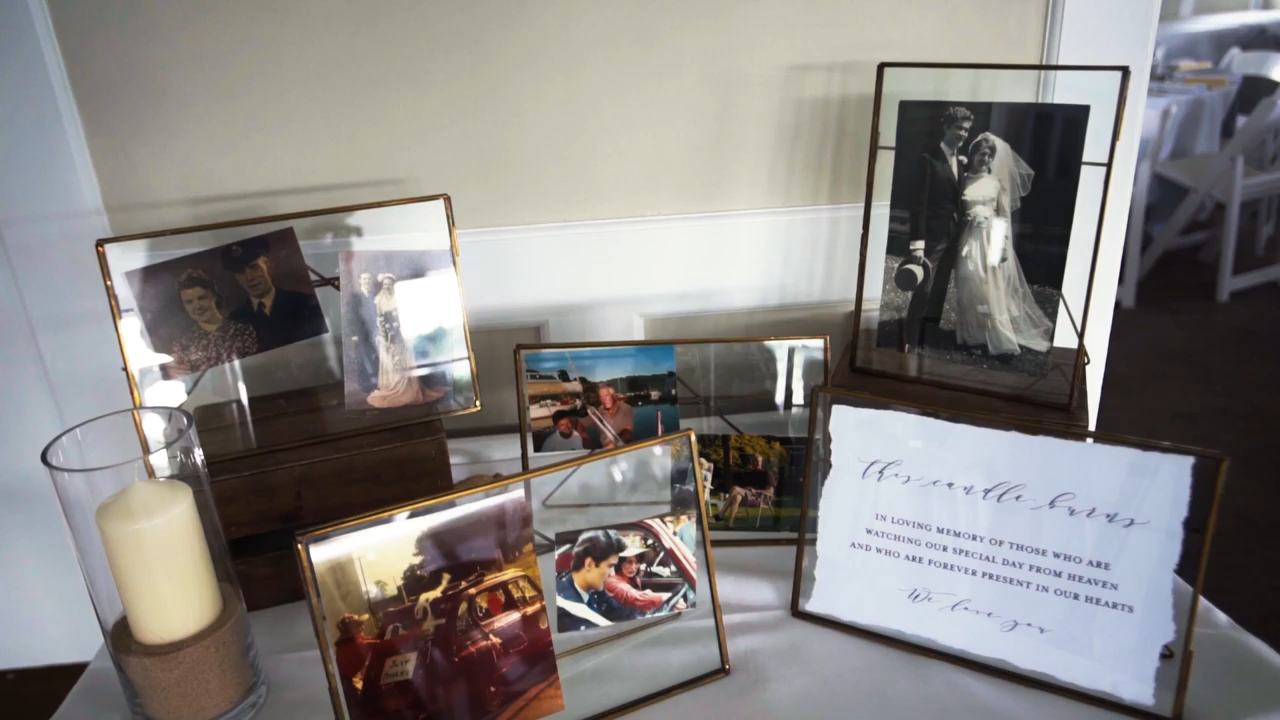 this candle burns
IN LOVING MEMORY OF THOSE WHO ARE
WATCHING OUR SPECIAL DAY FROM HEAVEN
AND WHO ARE FOREVER PRESENT IN OUR HEARTS
We love you
JUST